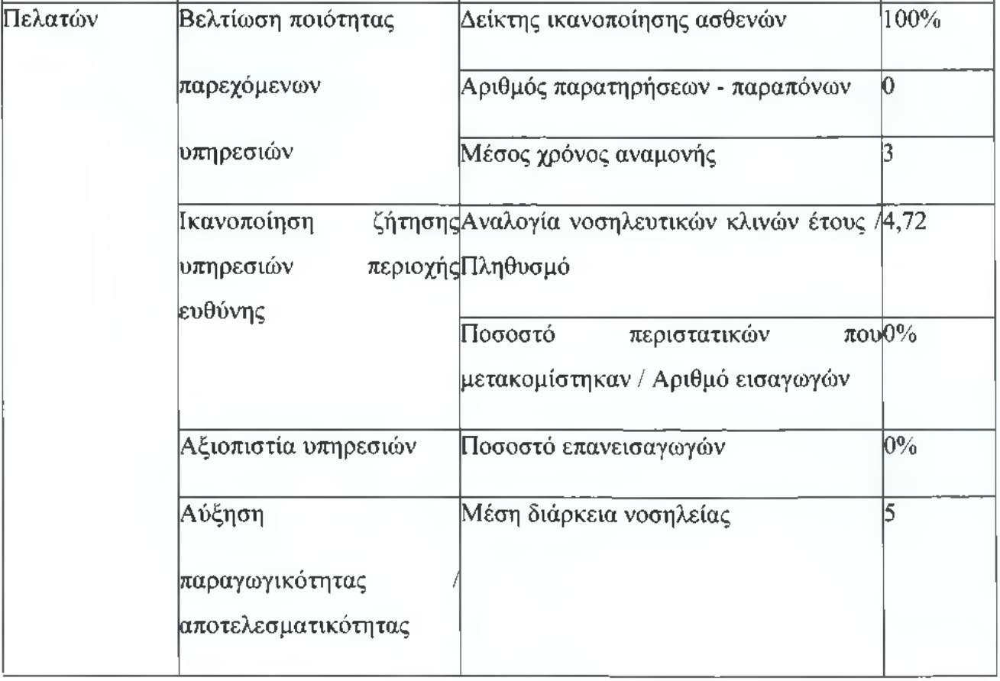 Πελατών Βελτίωση ποιότητας Δείκτης ικανοποίησης ασθενών 100%
παρεχόμενων Αριθμός παρατηρήσεων - παραπόνων 0
υπηρεσιών Μέσος χρόνος αναμονής 3
Ικανοποίηση ζήτησης Αναλογία νοσηλευτικών κλινών έτους / 4,72
υπηρεσιών περιοχής Πληθυσμό
ευθύνης
Ποσοστό περιστατικών που 0%
μετακομίστηκαν / Αριθμό εισαγωγών
Αξιοπιστία υπηρεσιών Ποσοστό επανεισαγωγών 0%
Αύξηση Μέση διάρκεια νοσηλείας 5
παραγωγικότητας /
αποτελεσματικότητας